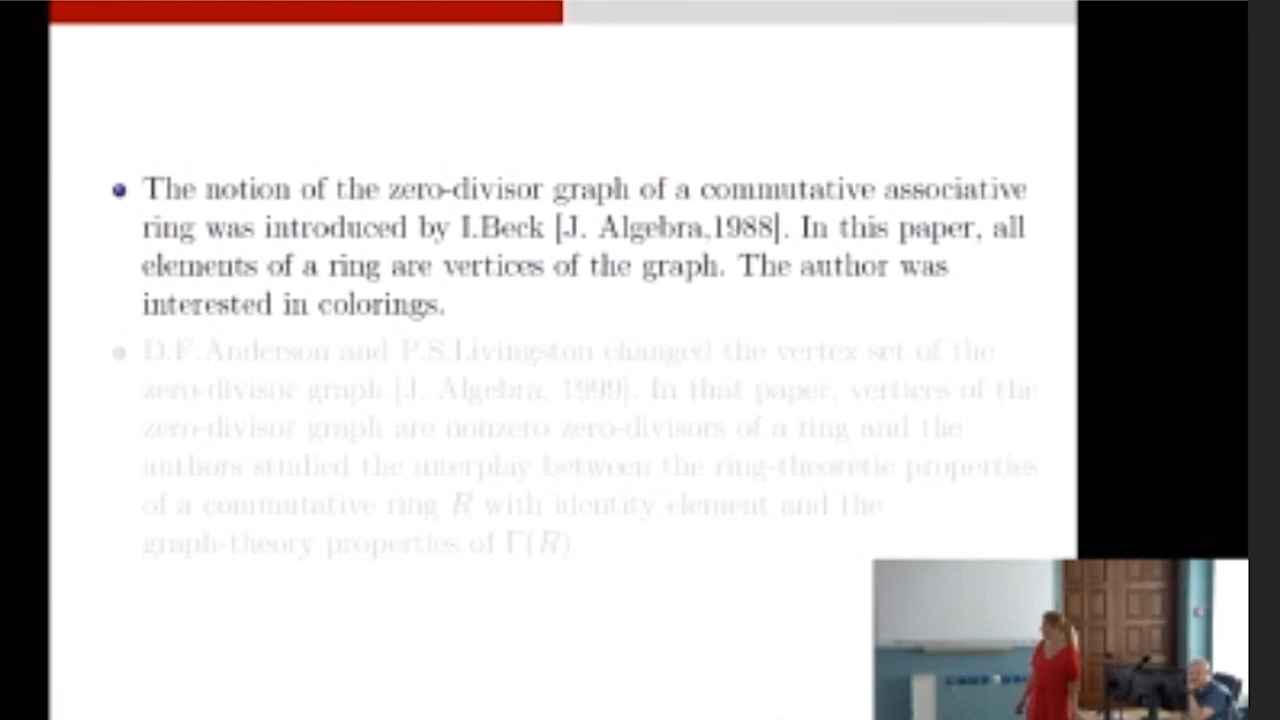 The notion of the zero-divisor graph of a commutative associative
ring was introduced by I.Beck [J. Algebra,1988]. In this paper, all
elements of a ring are vertices of the graph. The author was
interested in colorings.
D.F.Anderson and P.S.Livingston changed the vertex set of the
zero-divisor graph [J. Algebra, 1999]. In that paper, vertices of the
zero-divisor graph are nonzero zero-divisors of a ring and the
authors studied the interplay between the ring-theoretic properties
of a commutative ring R with identity element and the
graph-theory properties of Γ(R).